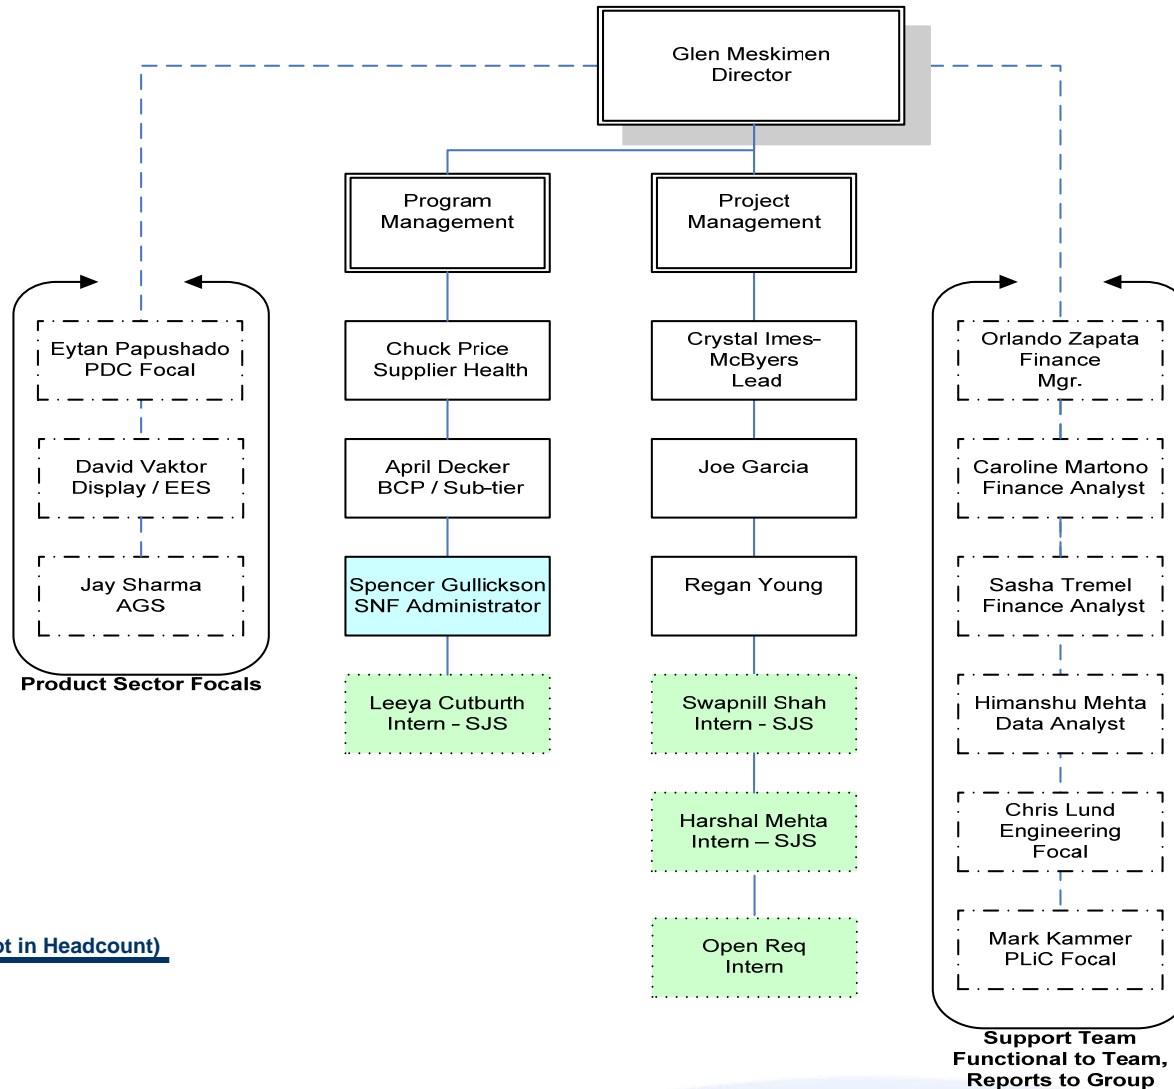 Glen Meskimen
Director
Program
Management
Project
Management
Eytan Papushado
PDC Focal
David Vaktor
Display / EES
Jay Sharma
AGS
Product Sector Focals
Chuck Price
Supplier Health
April Decker
BCP / Sub-tier
Spencer Gullickson
SNF Administrator
Leeya Cutburth
Intern - SJS
Crystal Imes-
McByers
Lead
Joe Garcia
Regan Young
Swapnill Shah
Intern - SJS
Harshal Mehta
Intern – SJS
Open Req
Intern
Orlando Zapata
Finance
Mgr.
Caroline Martono
Finance Analyst
Sasha Tremel
Finance Analyst
Himanshu Mehta
Data Analyst
Chris Lund
Engineering
Focal
Mark Kammer
PLiC Focal
Support Team
Functional to Team,
Reports to Group
in Headcount)